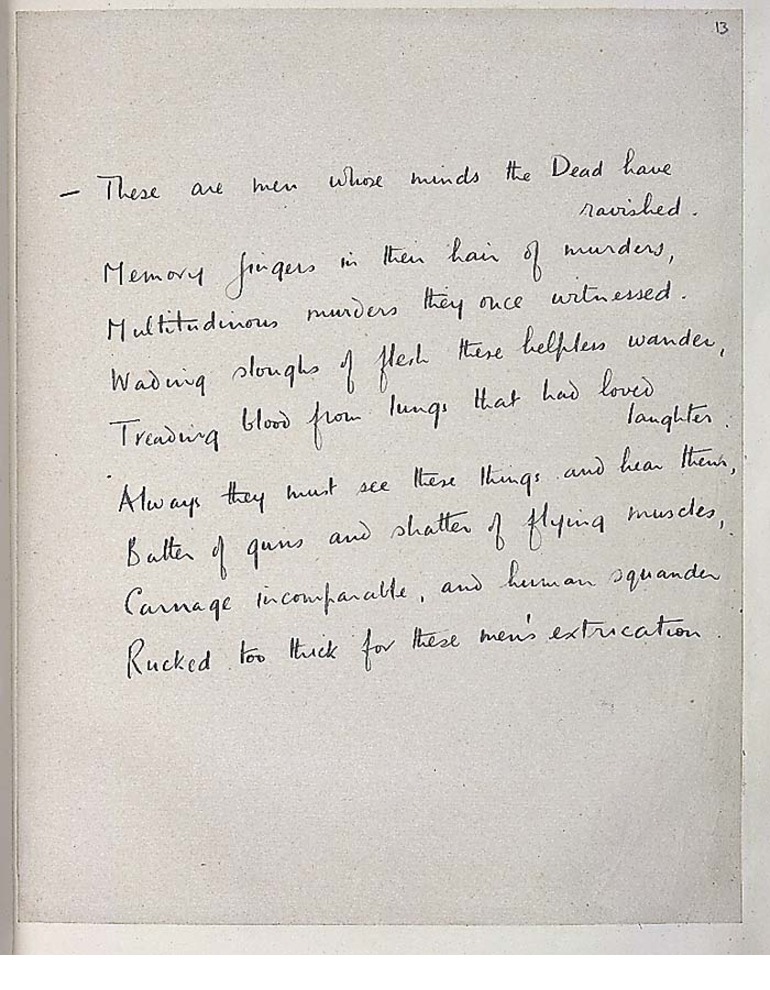 13
— These are men whose minds the Dead have
ravished.
Memory fingers in their hair of murders,
Multitudinous murders they once witnessed.
Wading sloughs of flesh these helpless wander,
Treading blood from lungs that had loved
laughter.
Always they must see these things and hear them,
Batter of guns and shatter of flying muscles,
Carnage incomparable, and human squander
Rucked too thick for these men's extrication.